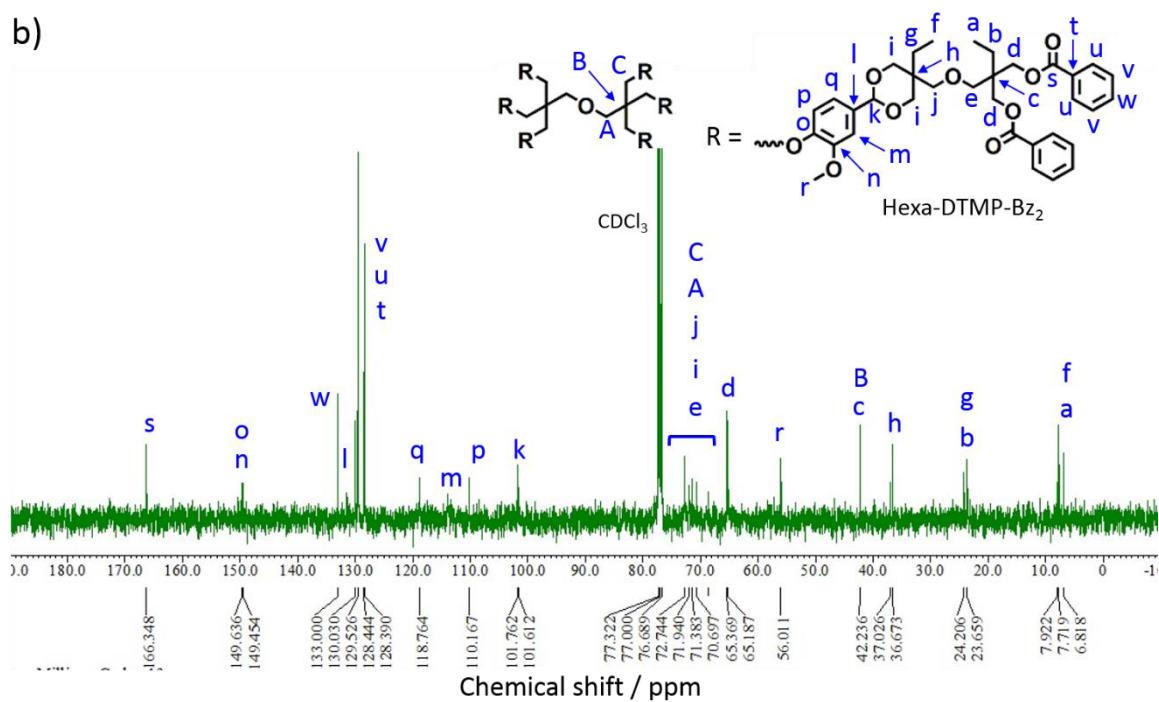 b)
R R R R R R
B C A
O
R =
Hexa-DTMP-Bz₂
f g a b t i h d u l s v q e c w p k j o m n r
O O O O O O O O O
CDCl₃
v
u
t
C
A
j
i
e
s
o
n
w
l
q
m
p
k
d
r
B
c
h
g
b
f
a
180.0 170.0 160.0 150.0 140.0 130.0 120.0 110.0 100.0 90.0 80.0 70.0 60.0 50.0 40.0 30.0 20.0 10.0 0 -10
166.348
149.636
149.454
133.000
130.030
129.526
128.444
128.390
118.764
110.167
101.762
101.612
77.322
77.000
76.689
72.744
71.940
71.383
70.697
65.369
65.187
56.011
42.236
37.026
36.673
24.206
23.659
7.922
7.719
6.818
Chemical shift / ppm